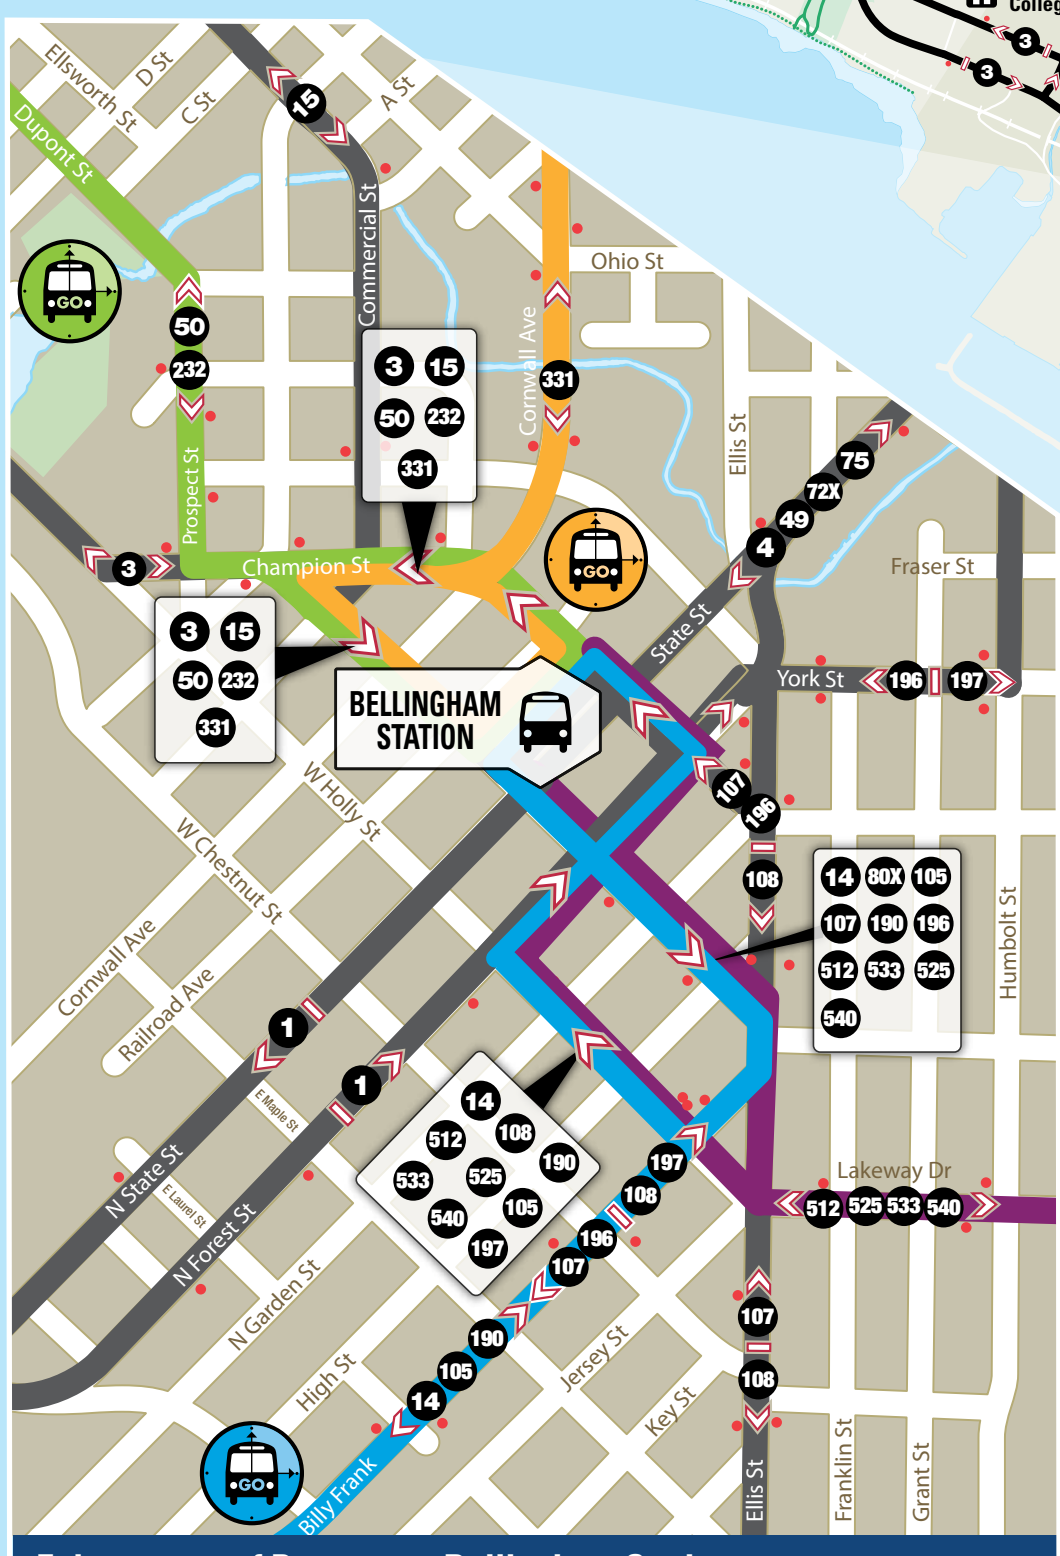 Colleg
3
3
Ellsworth St
D St
C St
A St
15
Dupont St
Commercial St
GO
50
232
Ohio St
Cornwall Ave
331
3 15
50 232
331
Ellis St
75
72X
49
4
Prospect St
Champion St
3
GO
Fraser St
State St
York St
196 197
3 15
50 232
331
BELLINGHAM
STATION
W Holly St
W Chestnut St
107
196
108
14 80X 105
107 190 196
512 533 525
540
Humbolt St
Cornwall Ave
Railroad Ave
1
1
E Maple St
E Laurel St
N State St
N Forest St
N Garden St
High St
14
512 108
533 525 190
540 105
197
197
108
196
107
190
105
14
Lakeway Dr
512 525 533 540
107
108
Jersey St
Key St
Ellis St
Franklin St
Grant St
GO
Billy Frank